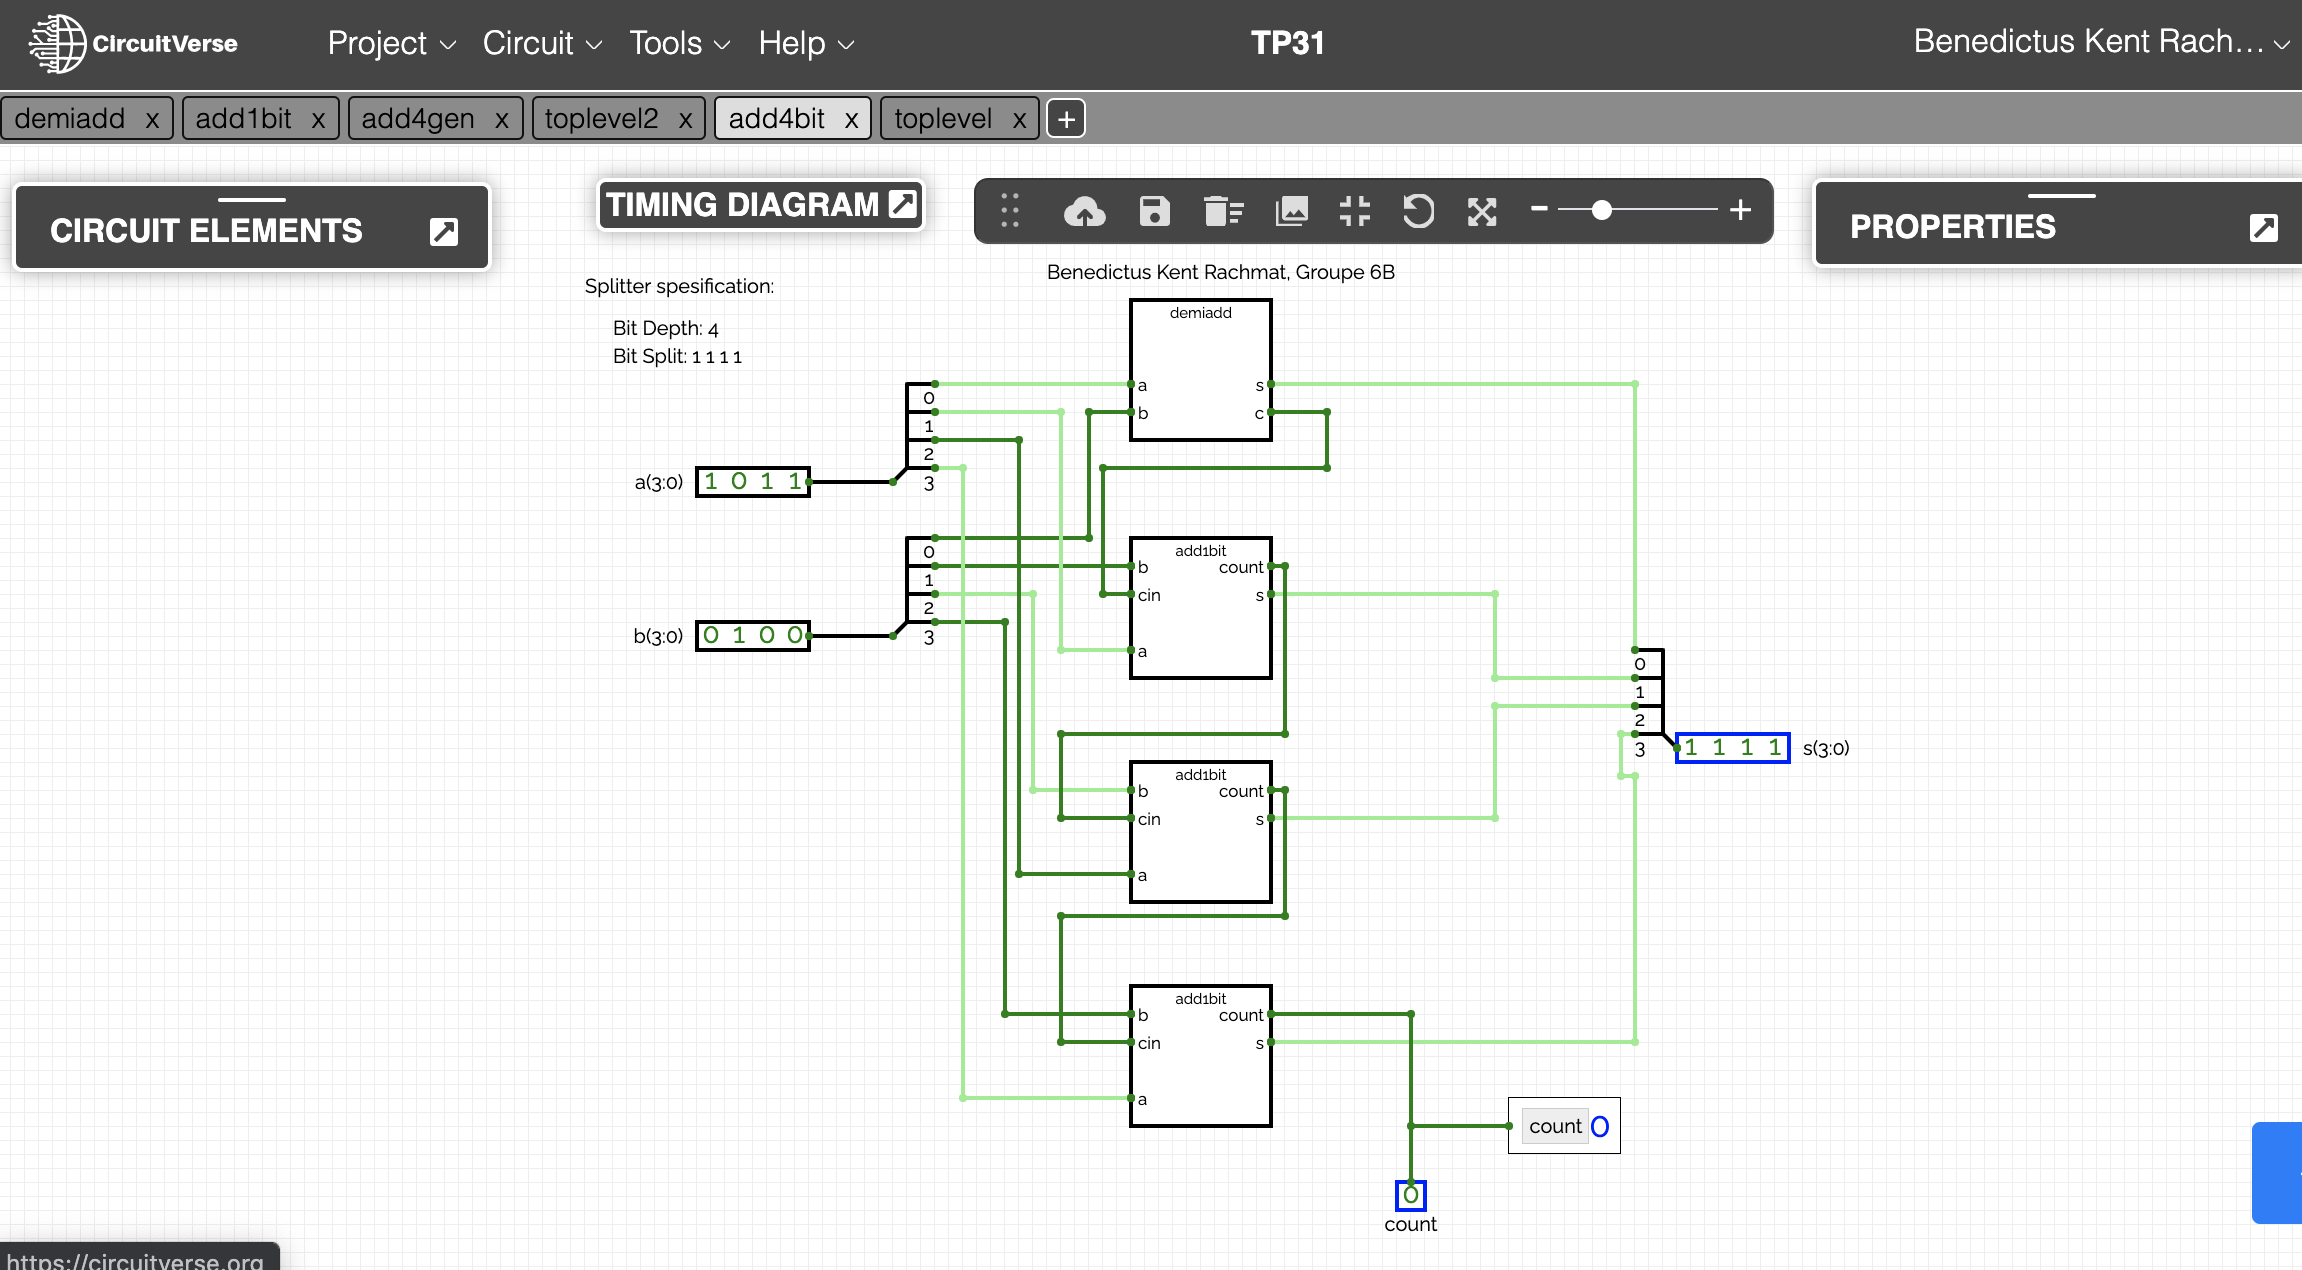 CircuitVerse
Project Circuit Tools Help
TP31
Benedictus Kent Rach...
demiadd x
add1bit x
add4gen x
toplevel2 x
add4bit x
toplevel x
+
CIRCUIT ELEMENTS
TIMING DIAGRAM
- +
PROPERTIES
Splitter spesification:
Bit Depth: 4
Bit Split: 1 1 1 1
Benedictus Kent Rachmat, Groupe 6B
demiadd
a s
b c
0
1
2
3
a(3:0) 1 0 1 1
0
1
2
3
b(3:0) 0 1 0 0
add1bit
b count
cin s
a
add1bit
b count
cin s
a
0
1
2
3
1 1 1 1 s(3:0)
add1bit
b count
cin s
a
count 0
0
count
https://circuitverse.org